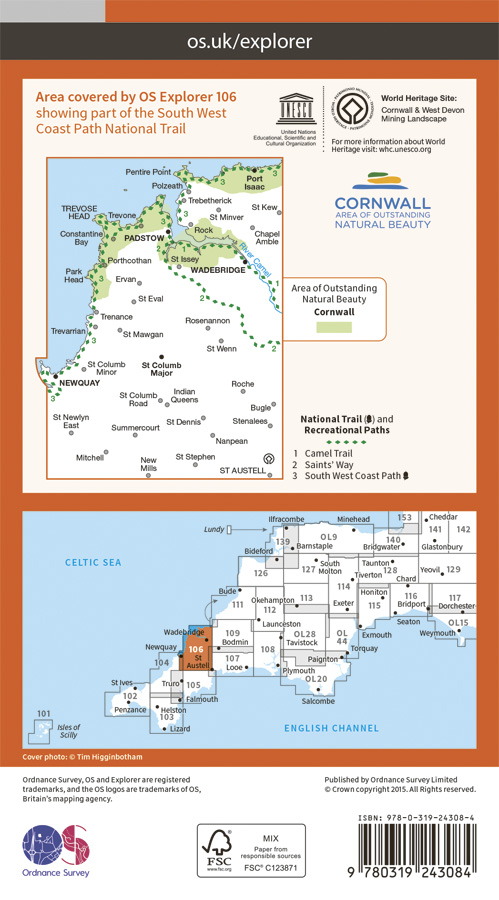 os.uk/explorer
Area covered by OS Explorer 106
showing part of the South West
Coast Path National Trail
UNESCO
United Nations
Educational, Scientific and
Cultural Organization
World Heritage Site:
Cornwall & West Devon
Mining Landscape
For more information about World
Heritage visit: whc.unesco.org
CORNWALL
AREA OF OUTSTANDING
NATURAL BEAUTY
Pentire Point
Port
Isaac
Polzeath
3
3
3
Trebetherick
St Kew
TREVOSE
HEAD
Trevone
St Minver
Constantine
Bay
PADSTOW
Rock
Chapel
Amble
St Issey
River Camel
WADEBRIDGE
Porthcothan
Park
Head
Ervan
St Eval
Trenance
Rosenannon
Trevarrian
St Mawgan
St Wenn
St Columb
Minor
St Columb
Major
NEWQUAY
Roche
St Columb
Road
Indian
Queens
Bugle
St Newlyn
East
St Dennis
Stenalees
Summercourt
Nanpean
Mitchell
New
Mills
St Stephen
ST AUSTELL
Area of Outstanding
Natural Beauty
Cornwall
National Trail ( ) and
Recreational Paths
1 Camel Trail
2 Saints' Way
3 South West Coast Path
CELTIC SEA
Lundy
Ilfracombe
139
Bideford
Barnstaple
OL9
Minehead
153
Cheddar
141
142
140
Bridgwater
Glastonbury
126
127
South
Molton
Taunton
128
Tiverton
Yeovil
129
114
Chard
Bude
111
Okehampton
112
113
Exeter
Honiton
115
116
Bridport
117
Dorchester
Launceston
Seaton
Weymouth
OL15
Wadebridge
109
Bodmin
OL28
Tavistock
OL
44
Exmouth
Newquay
106
St
Austell
104
107
Looe
108
Plymouth
Paignton
Torquay
OL20
Salcombe
St Ives
Truro
105
102
Penzance
Falmouth
Helston
103
Lizard
101
Isles of
Scilly
ENGLISH CHANNEL
Cover photo: © Tim Higginbotham
Ordnance Survey, OS and Explorer are registered
trademarks, and the OS logos are trademarks of OS,
Britain's mapping agency.
Published by Ordnance Survey Limited
© Crown copyright 2015. All Rights reserved.
Ordnance Survey
FSC
www.fsc.org
MIX
Paper from
responsible sources
FSC® C123871
ISBN: 978-0-319-24308-4
9 780319 243084